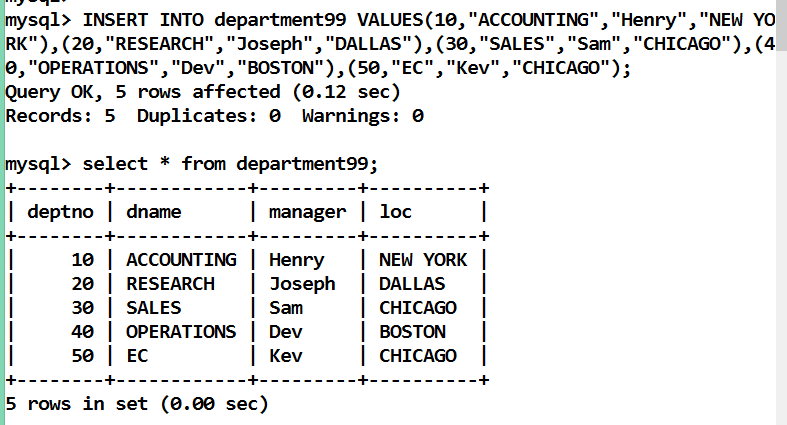 mysql> INSERT INTO department99 VALUES(10,"ACCOUNTING","Henry","NEW YO
RK"),(20,"RESEARCH","Joseph","DALLAS"),(30,"SALES","Sam","CHICAGO"),(4
0,"OPERATIONS","Dev","BOSTON"),(50,"EC","Kev","CHICAGO");
Query OK, 5 rows affected (0.12 sec)
Records: 5  Duplicates: 0  Warnings: 0

mysql> select * from department99;
+--------+------------+---------+----------+
| deptno | dname      | manager | loc      |
+--------+------------+---------+----------+
|     10 | ACCOUNTING | Henry   | NEW YORK |
|     20 | RESEARCH   | Joseph  | DALLAS   |
|     30 | SALES      | Sam     | CHICAGO  |
|     40 | OPERATIONS | Dev     | BOSTON   |
|     50 | EC         | Kev     | CHICAGO  |
+--------+------------+---------+----------+
5 rows in set (0.00 sec)